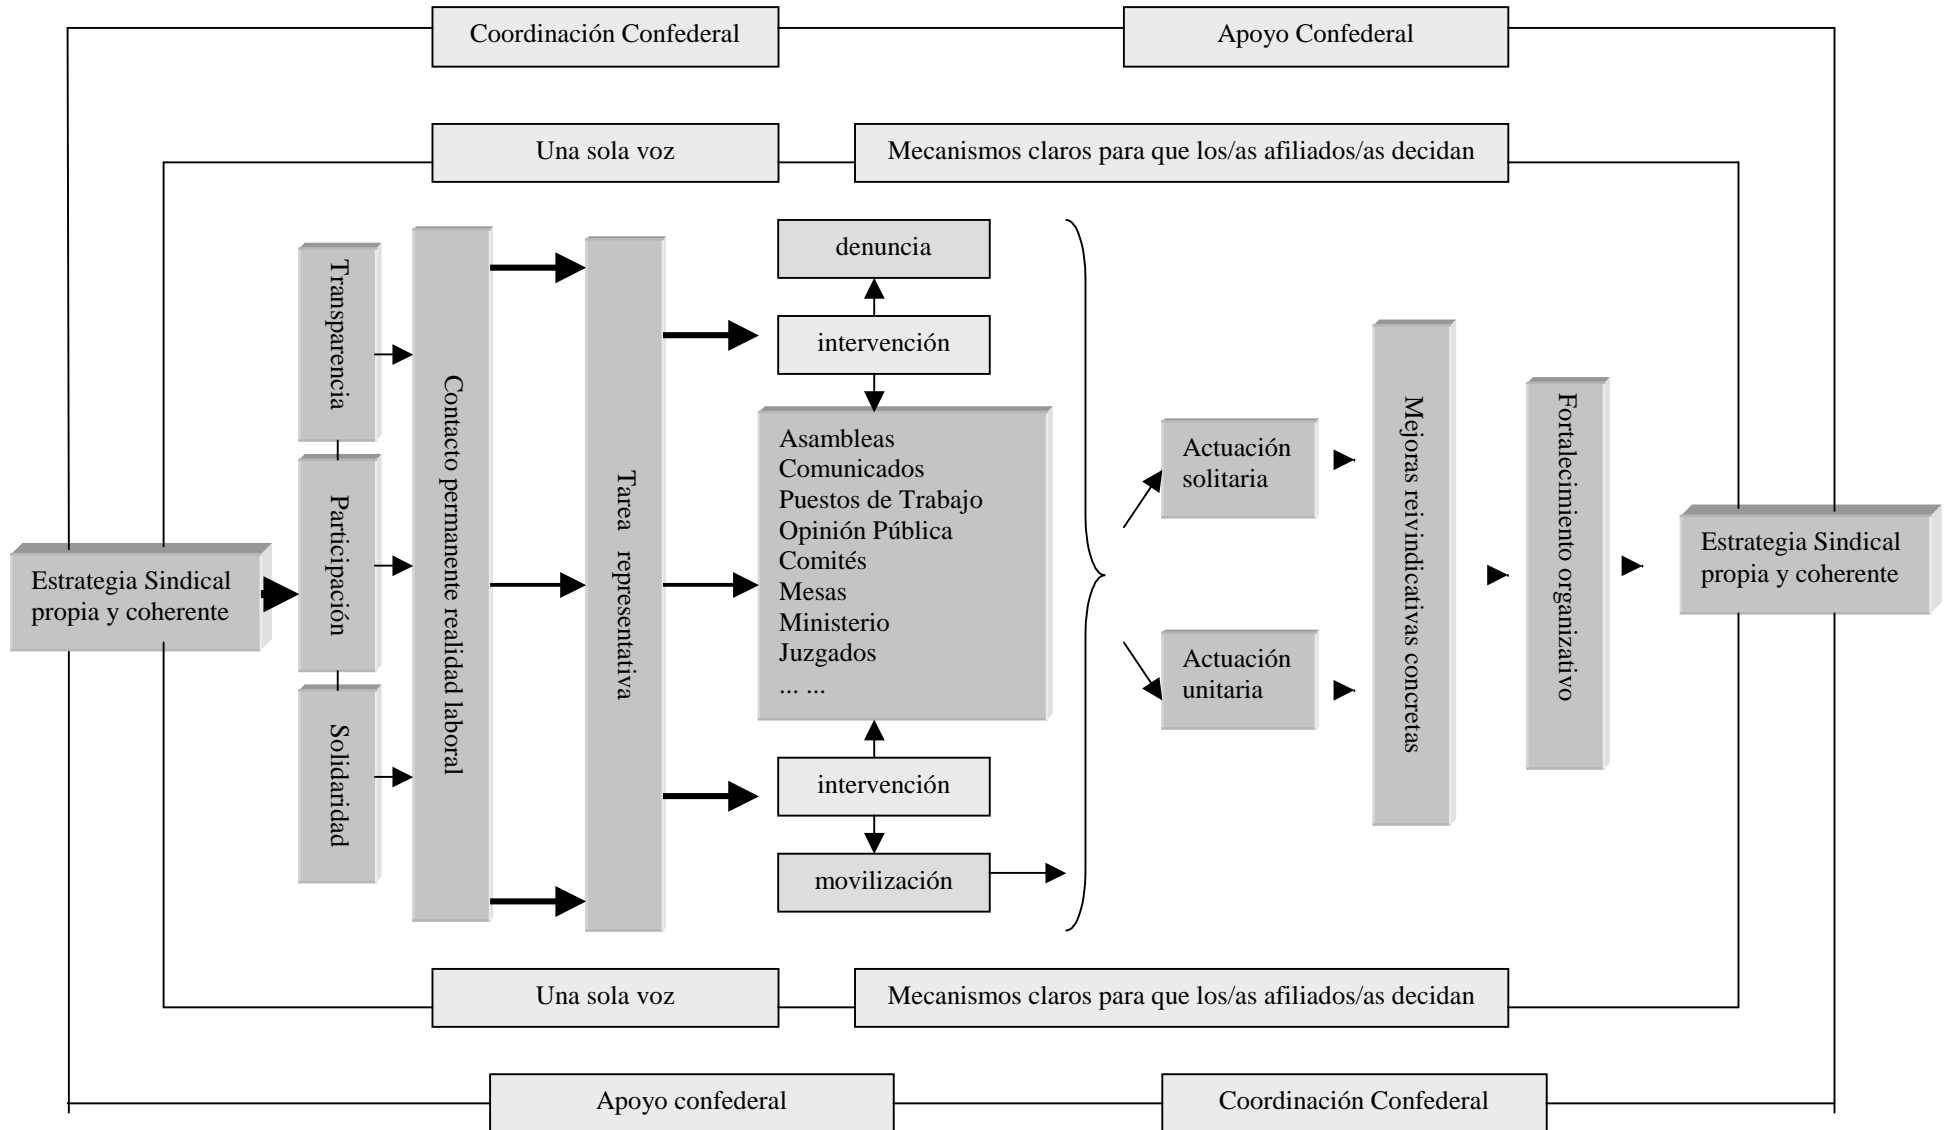 Coordinación Confederal
Apoyo Confederal
Una sola voz
Mecanismos claros para que los/as afiliados/as decidan
Estrategia Sindical
propia y coherente
Transparencia
Participación
Solidaridad
Contacto permanente realidad laboral
Tarea representativa
denuncia
intervención
Asambleas
Comunicados
Puestos de Trabajo
Opinión Pública
Comités
Mesas
Ministerio
Juzgados
... ...
intervención
movilización
Actuación
solitaria
Actuación
unitaria
Mejoras reivindicativas concretas
Fortalecimiento organizativo
Estrategia Sindical
propia y coherente
Una sola voz
Mecanismos claros para que los/as afiliados/as decidan
Apoyo confederal
Coordinación Confederal